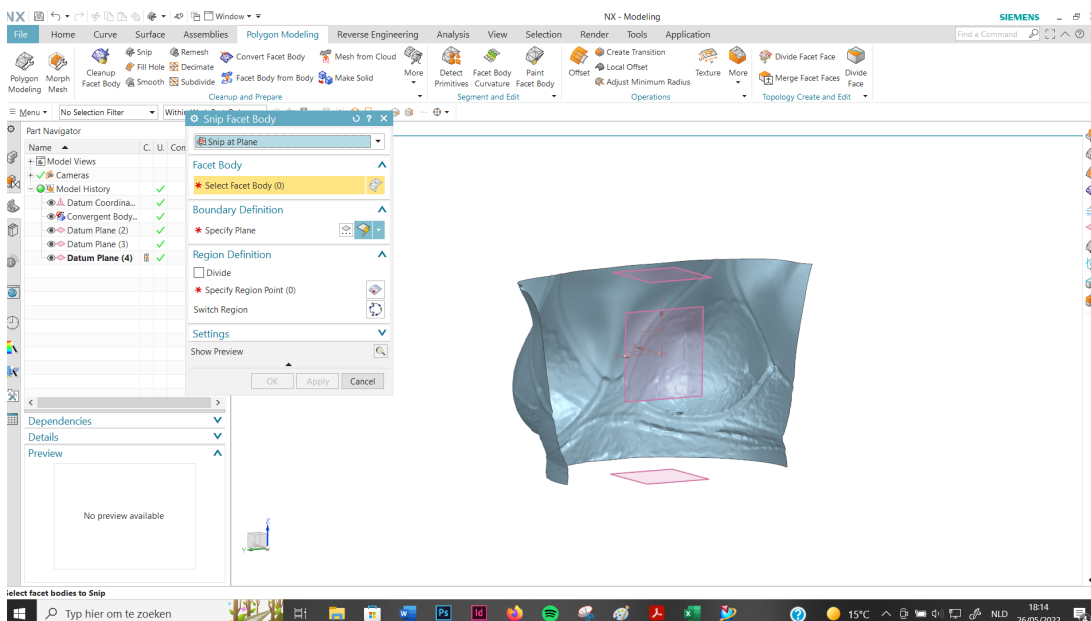 NX Window NX - Modeling SIEMENS
File Home Curve Surface Assemblies Polygon Modeling Reverse Engineering Analysis View Selection Render Tools Application Find a Command
Polygon Modeling
Morph Mesh
Cleanup Facet Body
Snip
Fill Hole
Smooth
Remesh
Decimate
Subdivide
Convert Facet Body
Facet Body from Body
Mesh from Cloud
Make Solid
More
Cleanup and Prepare
Detect Primitives
Facet Body Curvature
Paint Facet Body
Segment and Edit
Offset
Create Transition
Local Offset
Adjust Minimum Radius
Texture
More
Operations
Divide Facet Face
Merge Facet Faces
Divide Face
Topology Create and Edit
Menu No Selection Filter
Part Navigator
Name C. U. Con
Model Views
Cameras
Model History
Datum Coordina...
Convergent Body...
Datum Plane (2)
Datum Plane (3)
Datum Plane (4)
Dependencies
Details
Preview
No preview available
Snip Facet Body
Snip at Plane
Facet Body
* Select Facet Body (0)
Boundary Definition
* Specify Plane
Region Definition
Divide
* Specify Region Point (0)
Switch Region
Settings
Show Preview
OK Apply Cancel
Z
Y
Select facet bodies to Snip
Typ hier om te zoeken
15°C NLD 18:14
26/05/2022